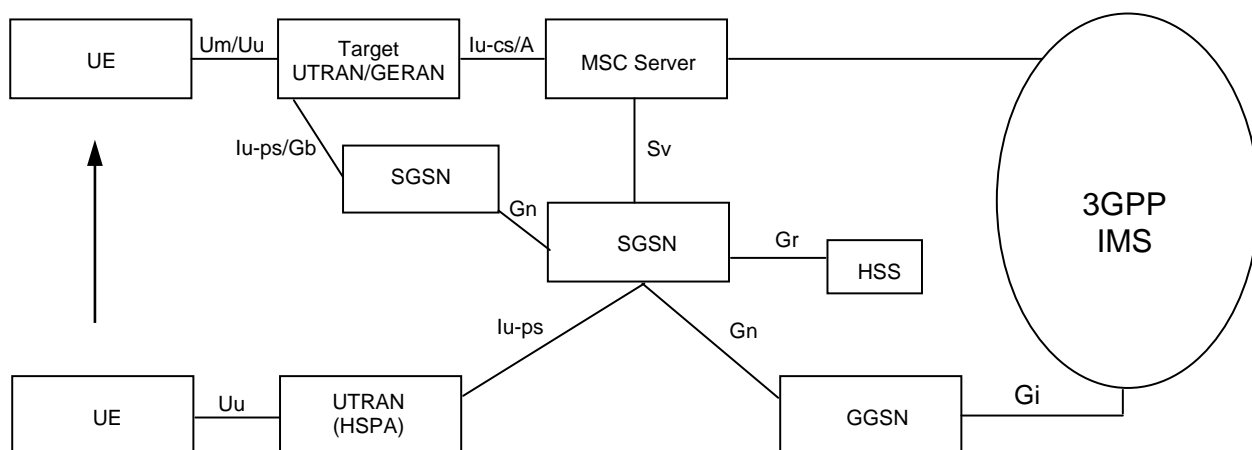 UE
Um/Uu
Target
UTRAN/GERAN
Iu-cs/A
MSC Server
Iu-ps/Gb
SGSN
Sv
Gn
SGSN
Gr
HSS
3GPP
IMS
Iu-ps
Gn
UE
Uu
UTRAN
(HSPA)
GGSN
Gi